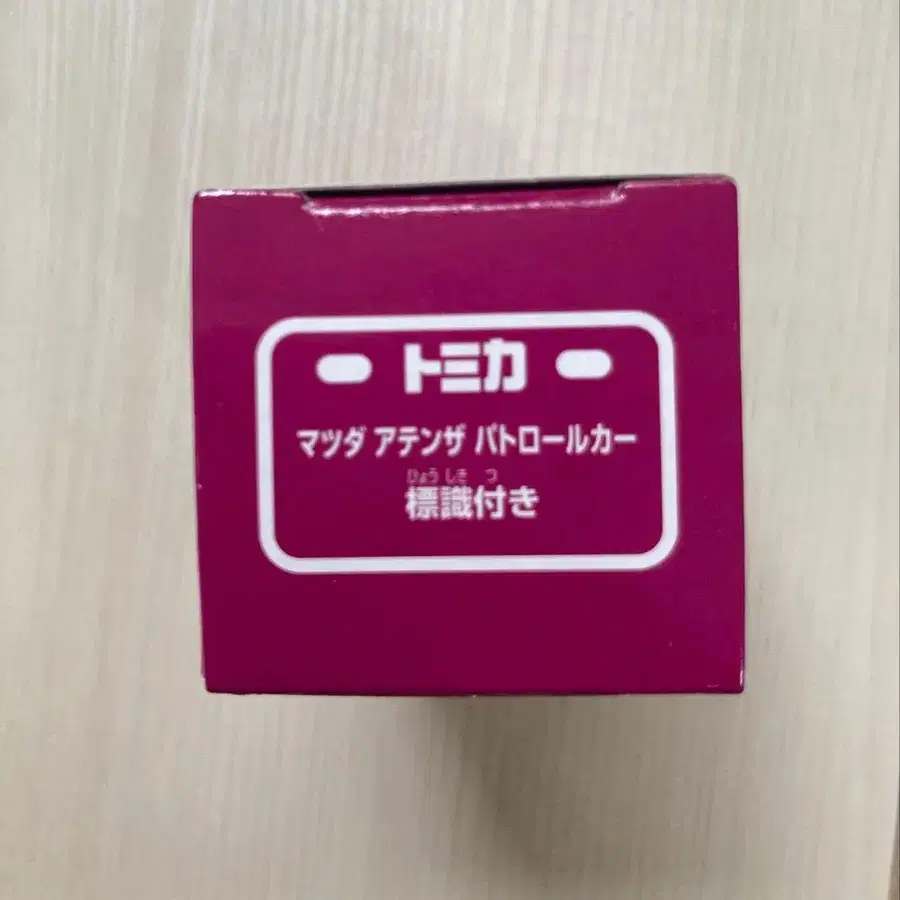 トミカ
マツダ アテンザ パトロールカー
ひょう しき つ
標識付き